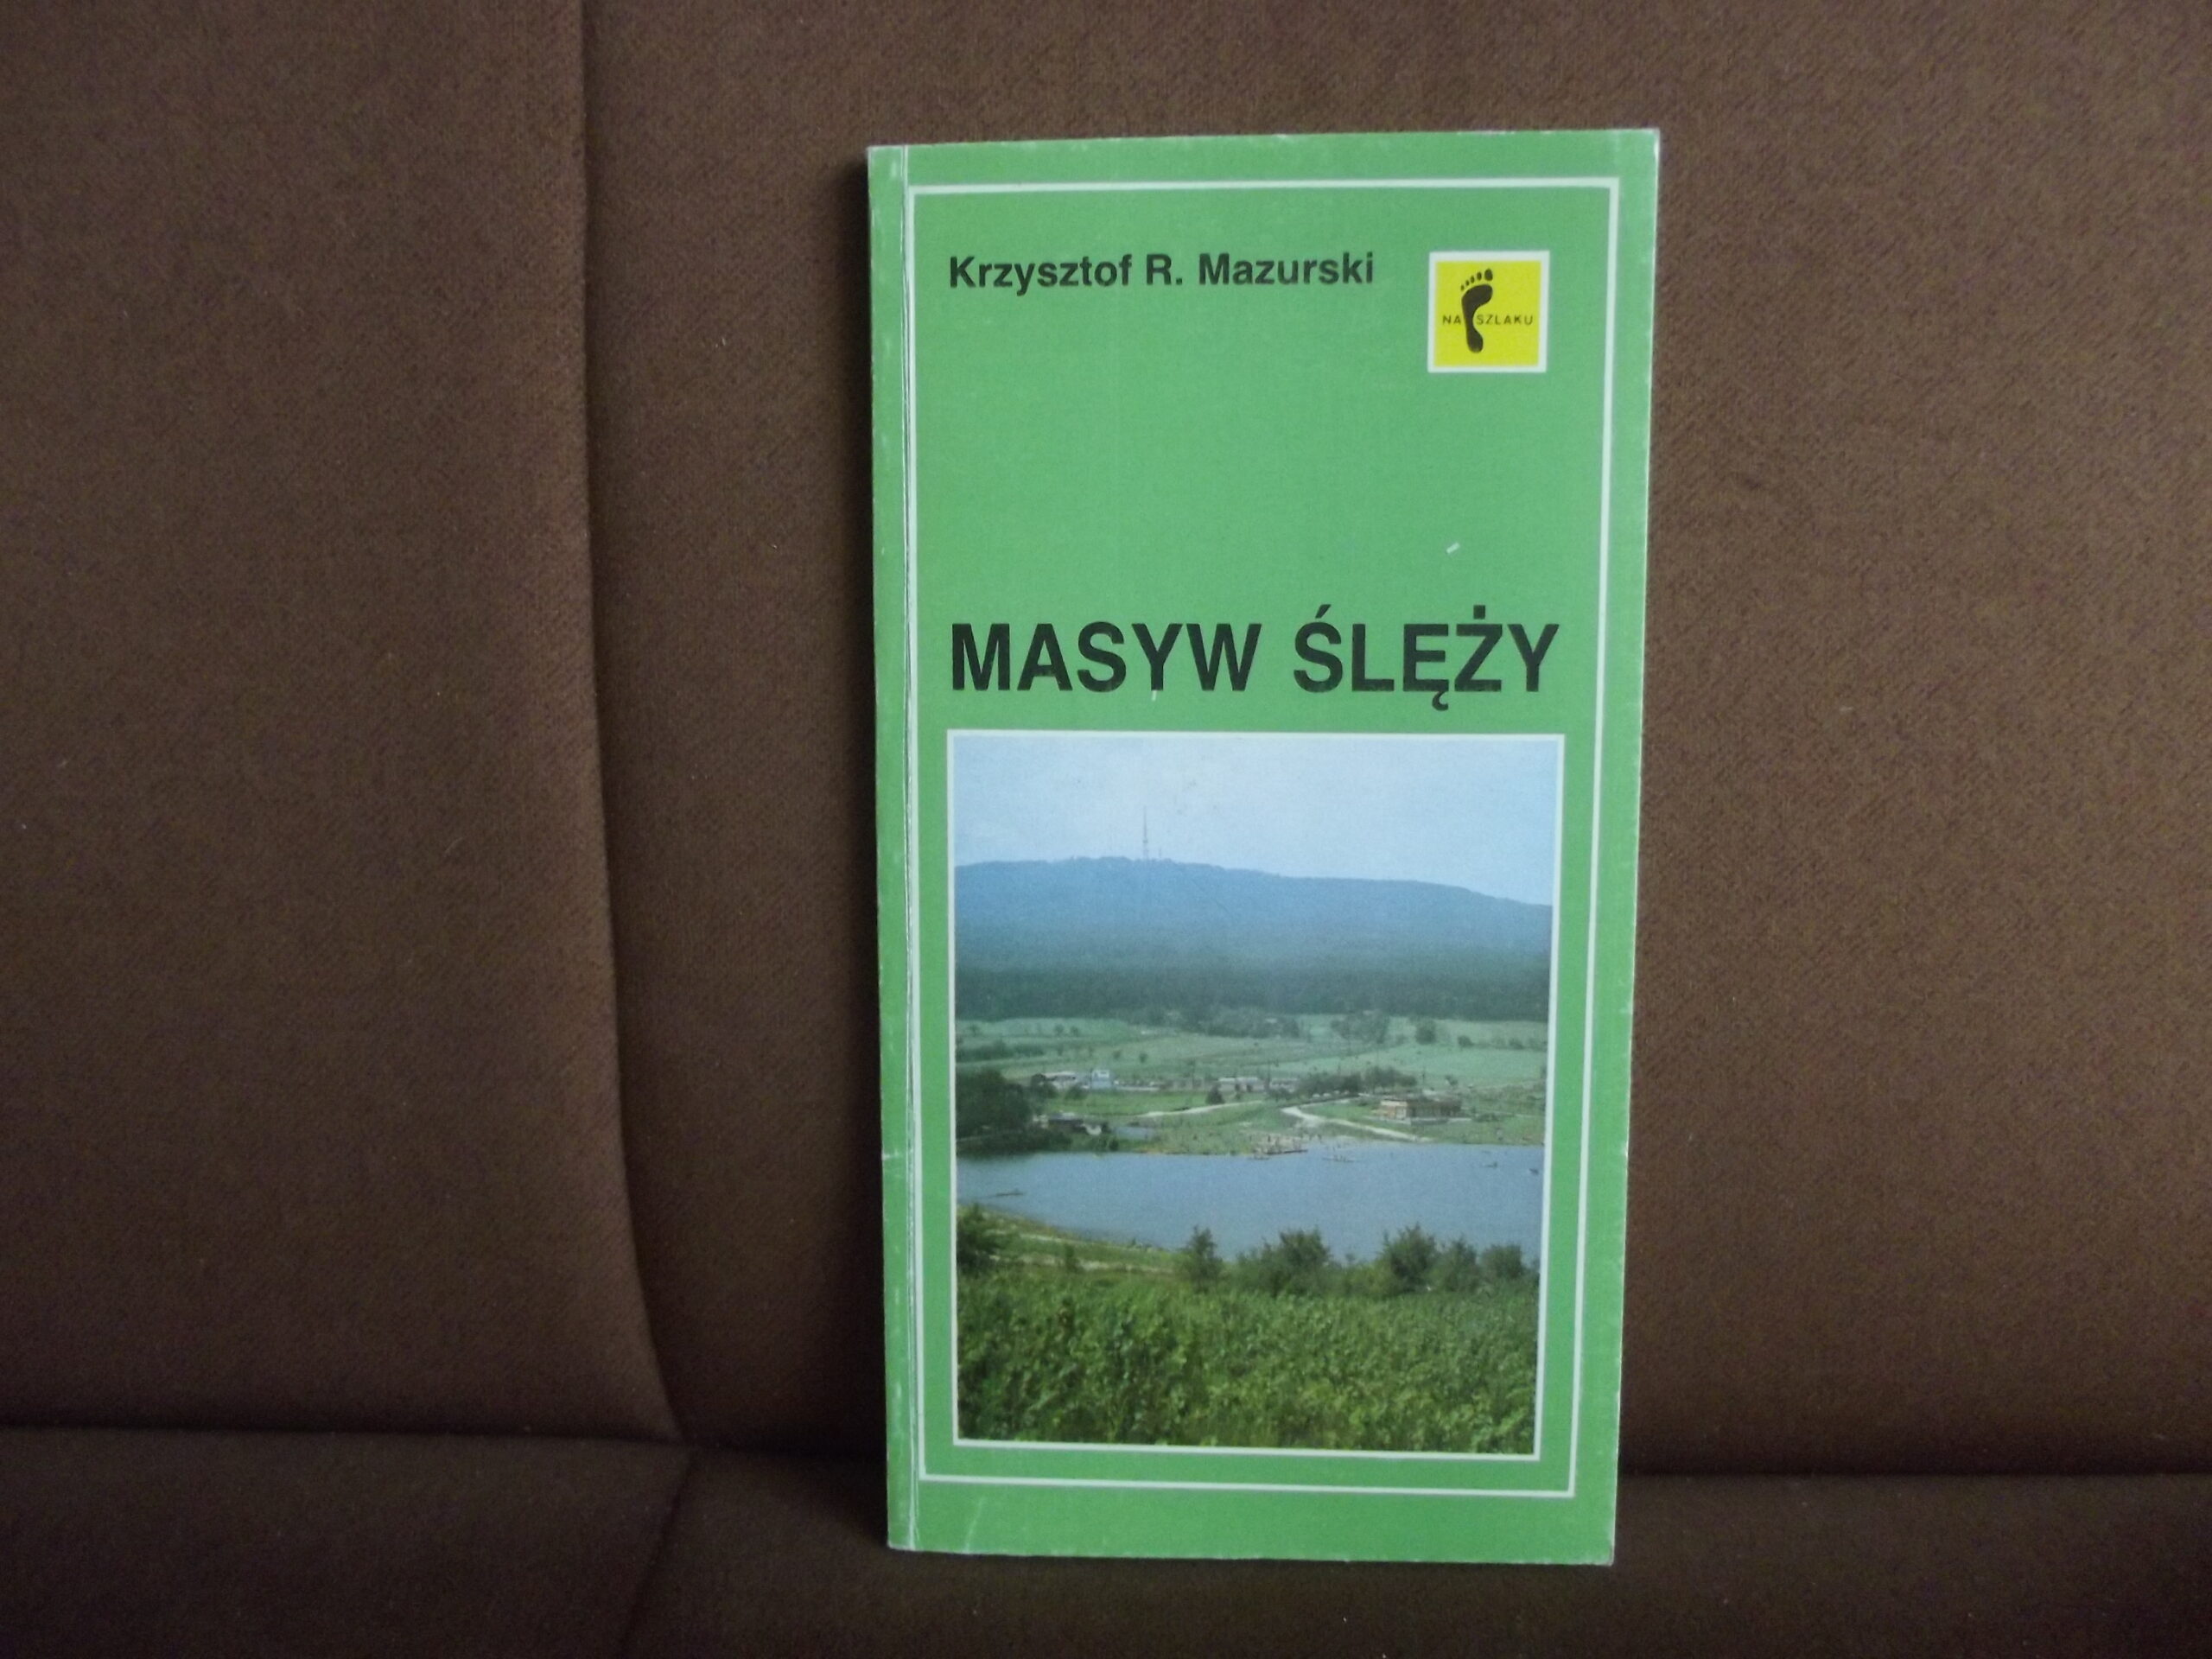 Krzysztof R. Mazurski
NA SZLAKU
MASYW ŚLĘŻY